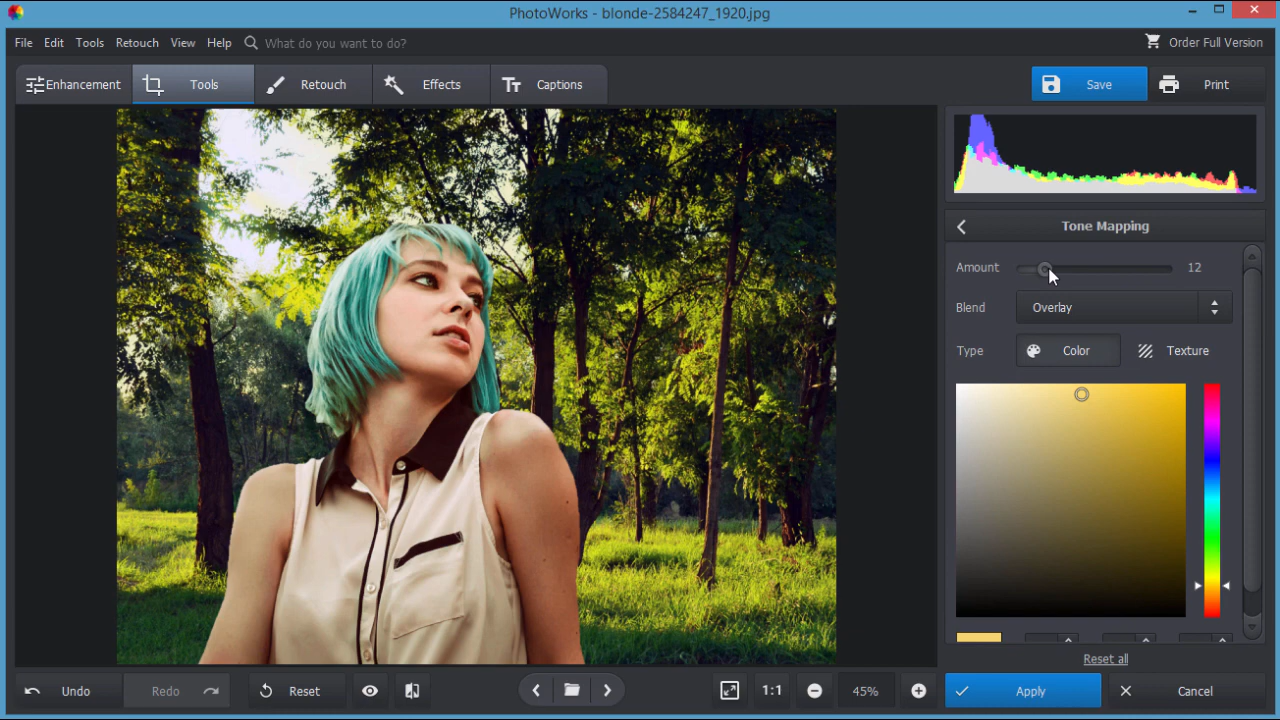 PhotoWorks - blonde-2584247_1920.jpg
File Edit Tools Retouch View Help What do you want to do? Order Full Version
Enhancement Tools Retouch Effects Captions Save Print
Tone Mapping
Amount 12
Blend Overlay
Type Color Texture
Reset all
Undo Redo Reset 1:1 45% Apply Cancel